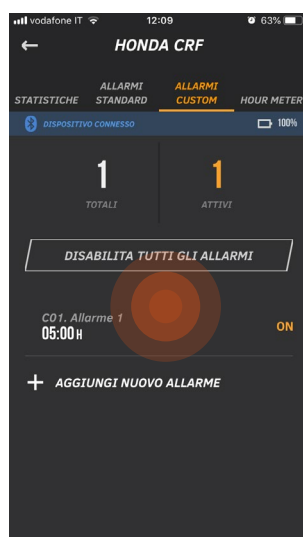 vodafone IT 12:09 63%
HONDA CRF
STATISTICHE ALLARMI STANDARD ALLARMI CUSTOM HOUR METER
DISPOSITIVO CONNESSO 100%
1 1
TOTALI ATTIVI
DISABILITA TUTTI GLI ALLARMI
C01. Allarme 1
05:00 H ON
+ AGGIUNGI NUOVO ALLARME